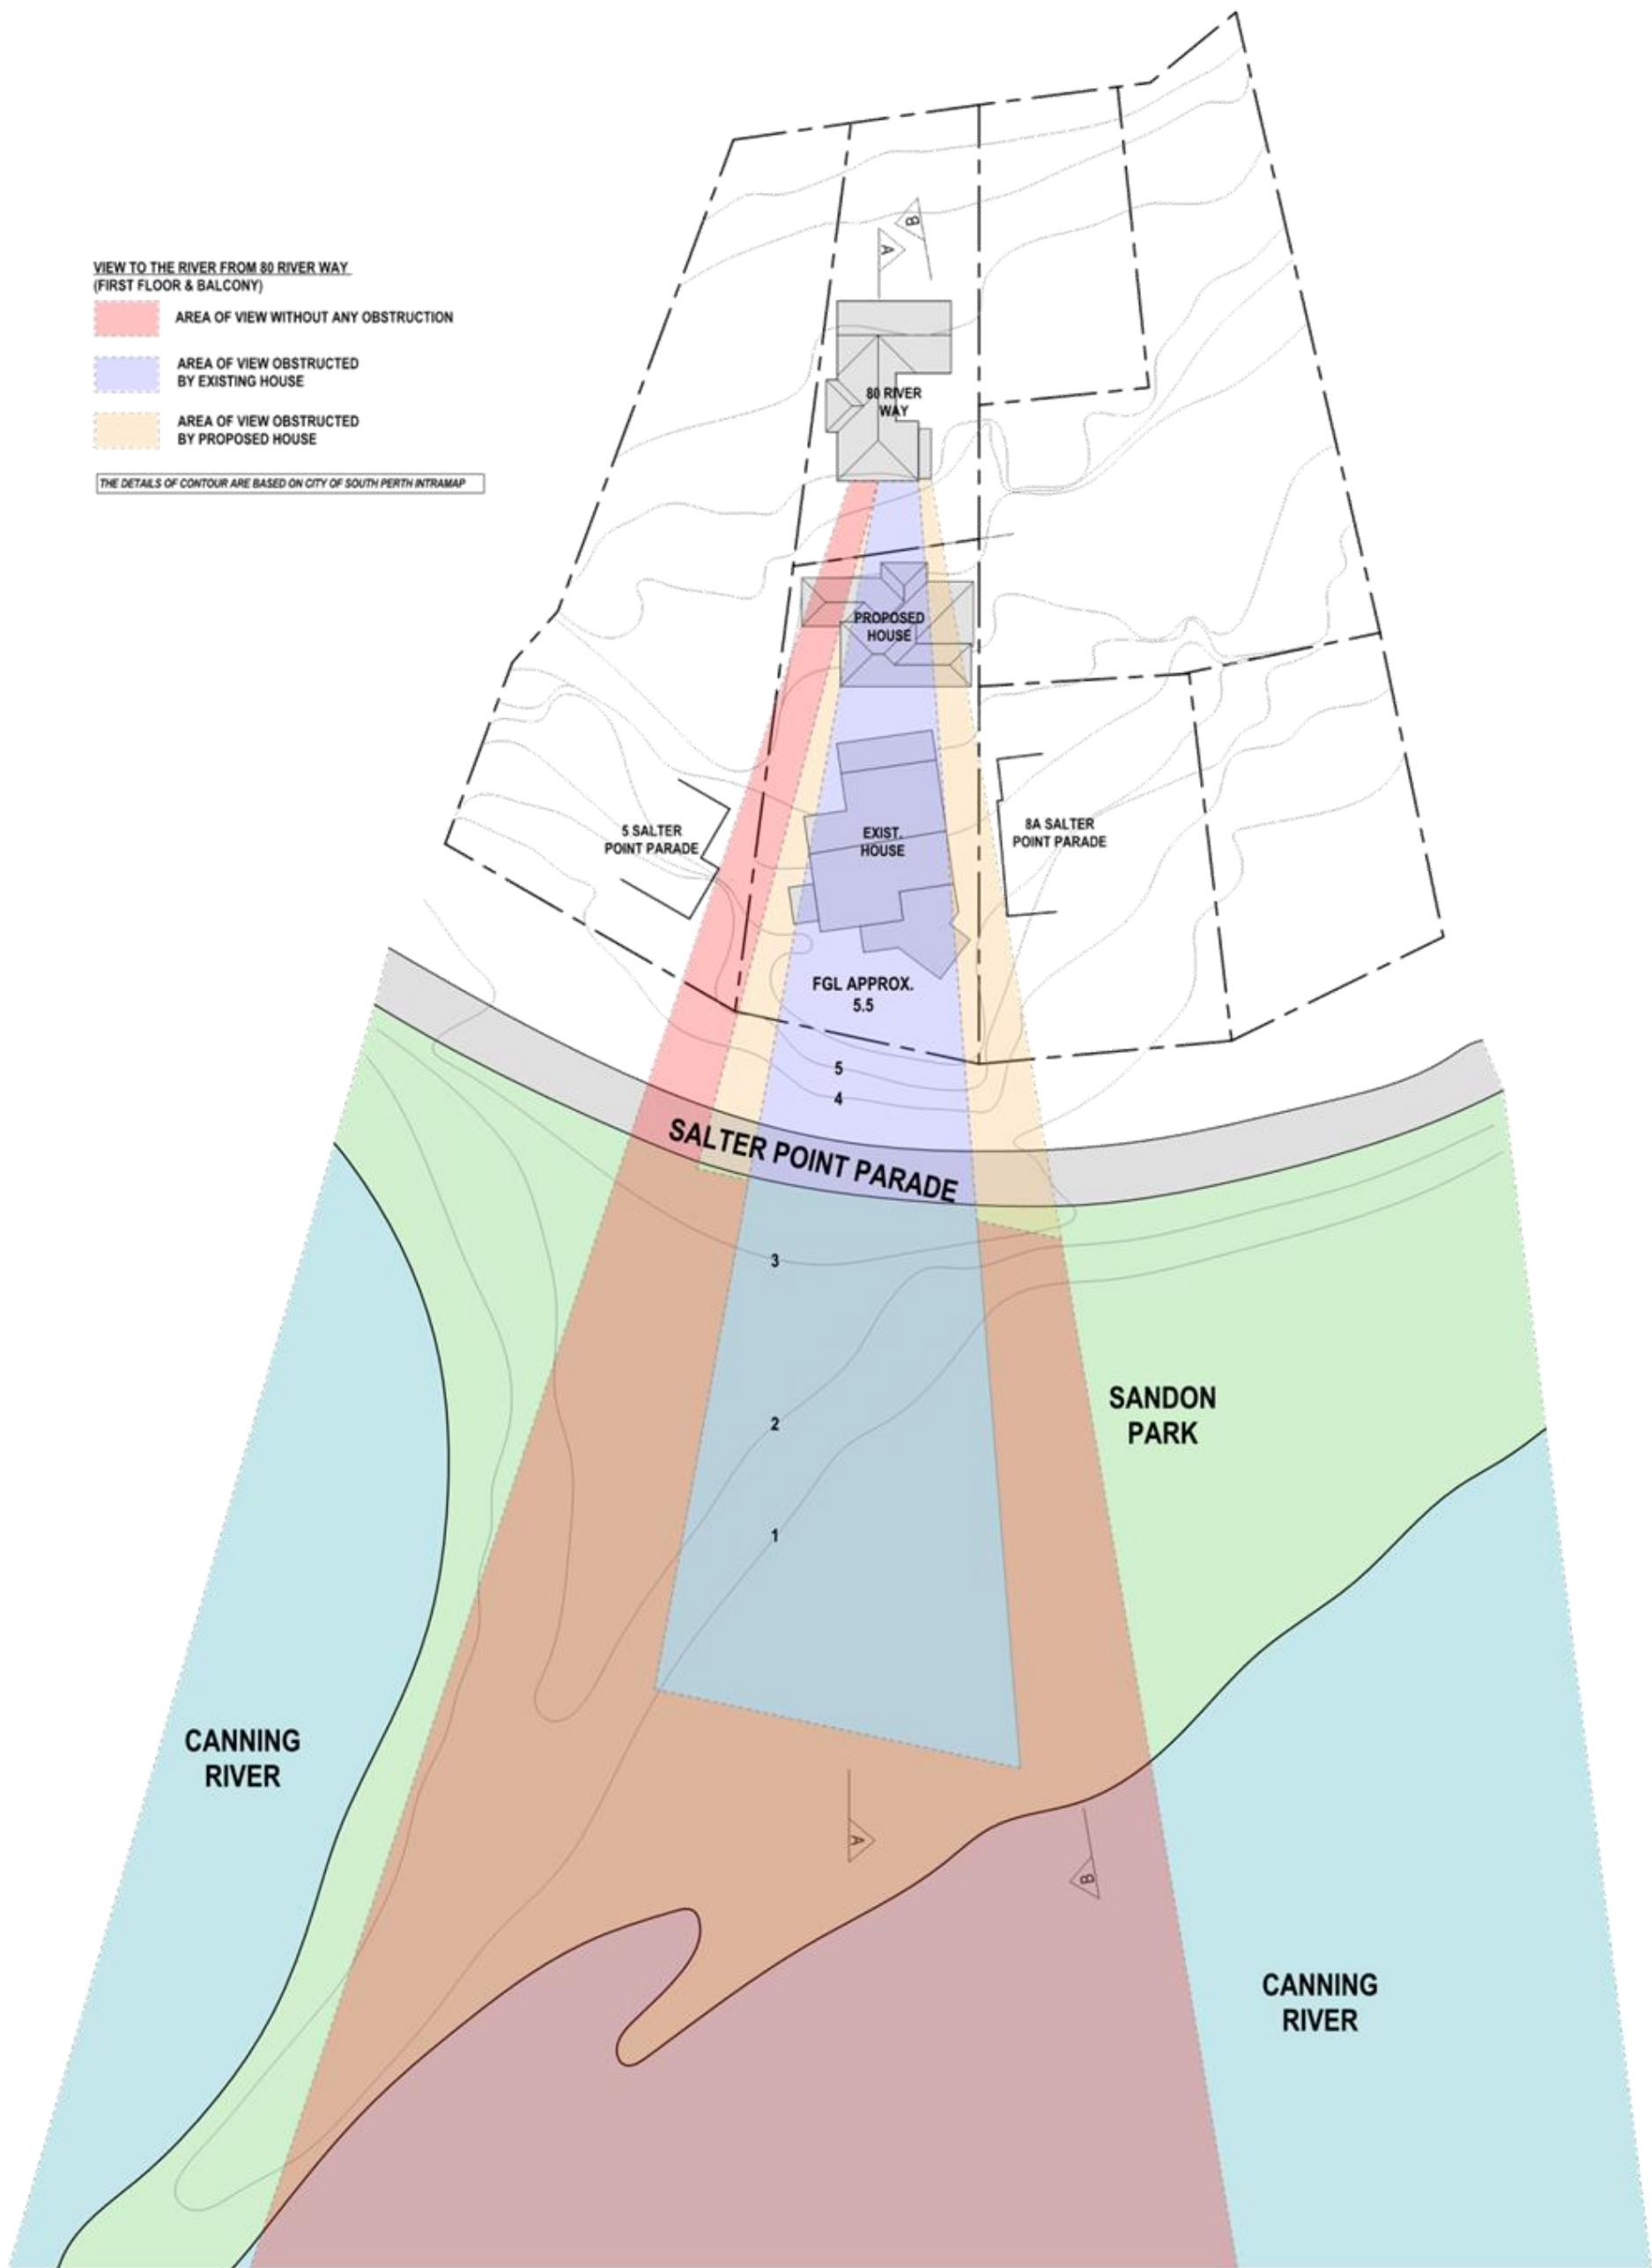 B
A
VIEW TO THE RIVER FROM 80 RIVER WAY
(FIRST FLOOR & BALCONY)
AREA OF VIEW WITHOUT ANY OBSTRUCTION
AREA OF VIEW OBSTRUCTED
BY EXISTING HOUSE
AREA OF VIEW OBSTRUCTED
BY PROPOSED HOUSE
THE DETAILS OF CONTOUR ARE BASED ON CITY OF SOUTH PERTH INTRAMAP
80 RIVER
WAY
PROPOSED
HOUSE
5 SALTER
POINT PARADE
EXIST.
HOUSE
8A SALTER
POINT PARADE
FGL APPROX.
5.5
5
4
SALTER POINT PARADE
3
2
1
SANDON
PARK
CANNING
RIVER
A
B
CANNING
RIVER